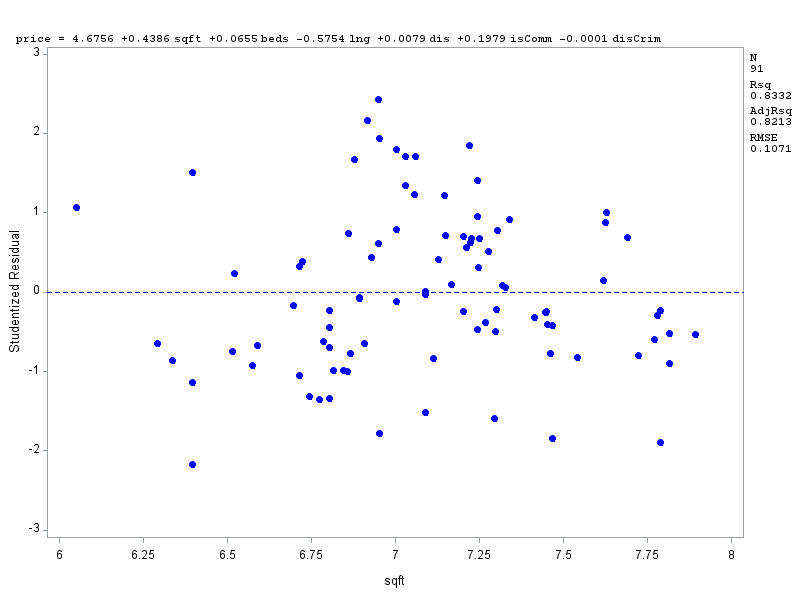 price = 4.6756 +0.4386 sqft +0.0655 beds -0.5754 lng +0.0079 dis +0.1979 isComm -0.0001 disCrim
N
91
Rsq
0.8332
AdjRsq
0.8213
RMSE
0.1071
Studentized Residual
3
2
1
0
-1
-2
-3
6 6.25 6.5 6.75 7 7.25 7.5 7.75 8
sqft